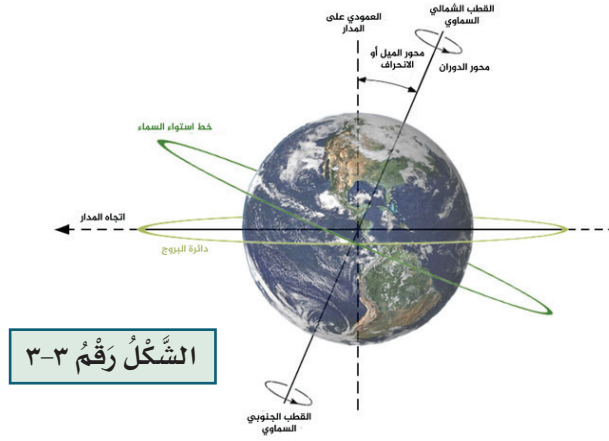 القطب الشمالي
السماوي
العمودي على
المدار
محور الميل أو
الانحراف
محور الدوران
خط استواء السماء
اتجاه المدار
دائرة البروج
الشَّكْلُ رَقْمُ ٣-٣
القطب الجنوبي
السماوي